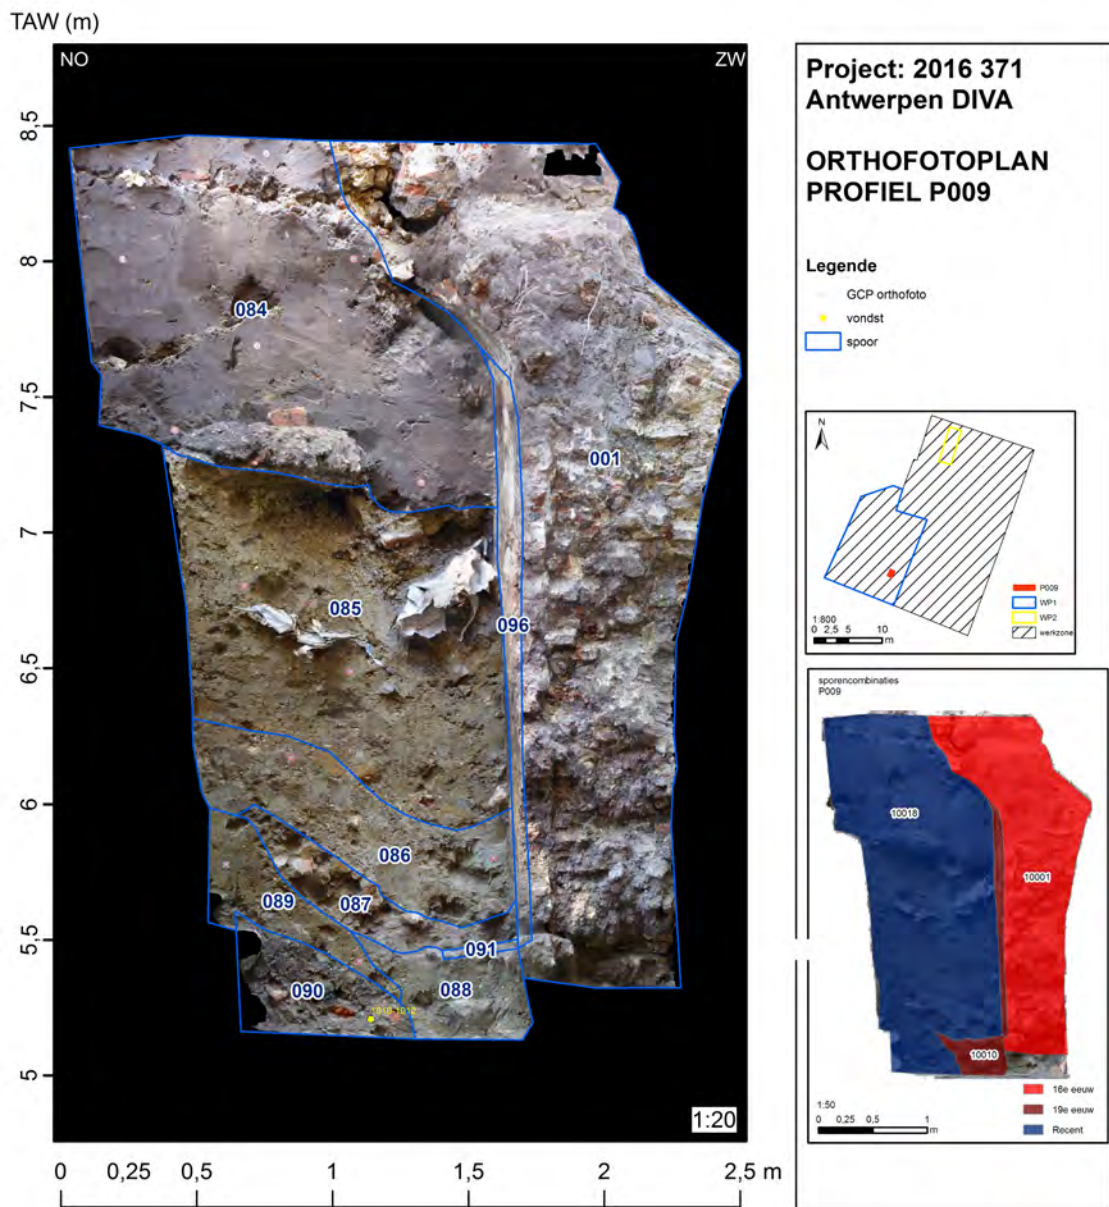 TAW (m)
NO
ZW
8,5
8
7,5
7
6,5
6
5,5
5
084
001
085
096
086
087
089
091
088
090
1:20
0
0,25
0,5
1
1,5
2
2,5 m
Project: 2016 371
Antwerpen DIVA
ORTHOFOTOPLAN
PROFIEL P009
Legende
GCP orthofoto
vondst
spoor
N
P009
WP1
WP2
werkzone
1:800
0 2,5 5 10
m
sporencombinaties
P009
10018
10001
10010
16e eeuw
19e eeuw
Recent
1:50
0 0,25 0,5 1
m